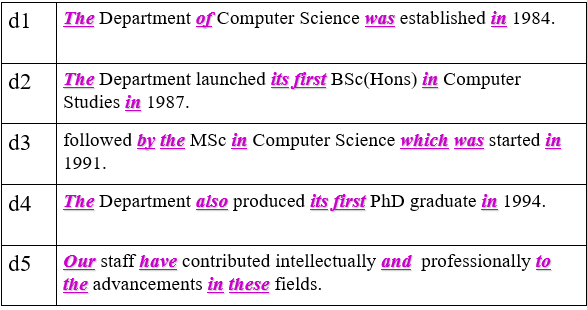 d1
The Department of Computer Science was established in 1984.
d2
The Department launched its first BSc(Hons) in Computer
Studies in 1987.
d3
followed by the MSc in Computer Science which was started in
1991.
d4
The Department also produced its first PhD graduate in 1994.
d5
Our staff have contributed intellectually and professionally to
the advancements in these fields.